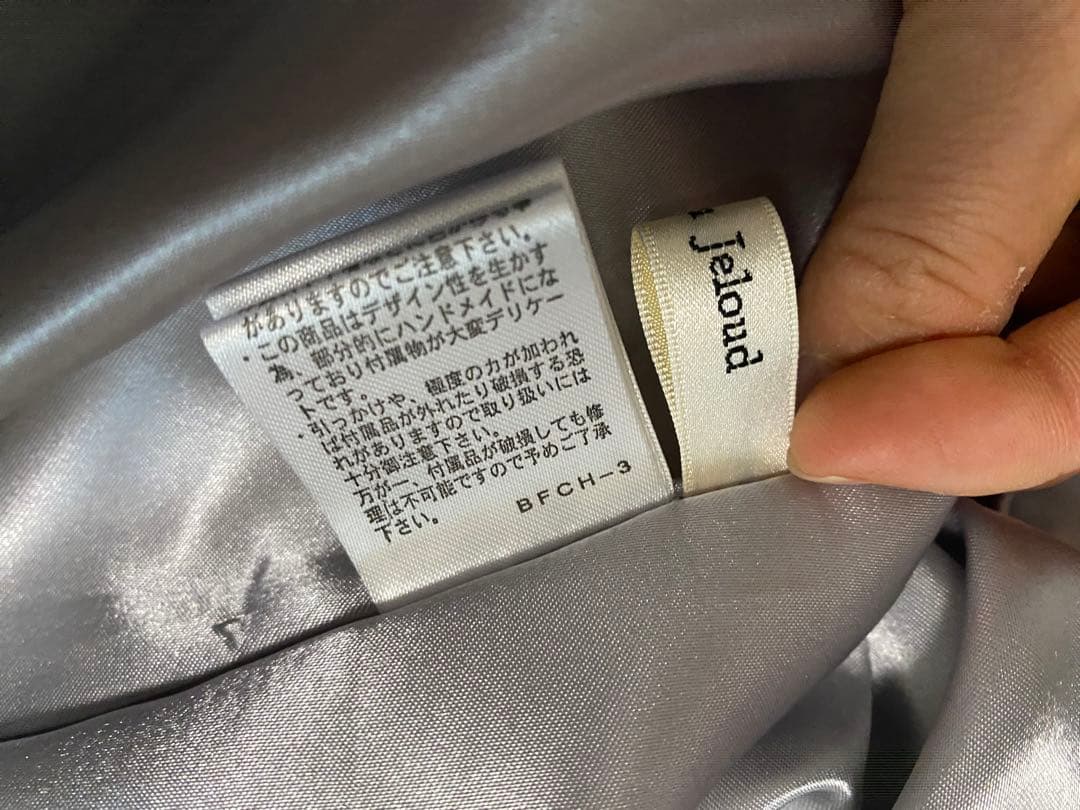 がありますのでご注意下さい。
・この商品はデザイン性を生かす
為、部分的にハンドメイドにな
っており付属物が大変デリケー
トです。
・引っかけや、極度の力が加われ
ば付属品が外れたり破損する恐
れがありますので取り扱いには
十分御注意下さい。
万が一、付属品が破損しても修
理は不可能ですので予めご了承
下さい。
BFCH-3
jeloud